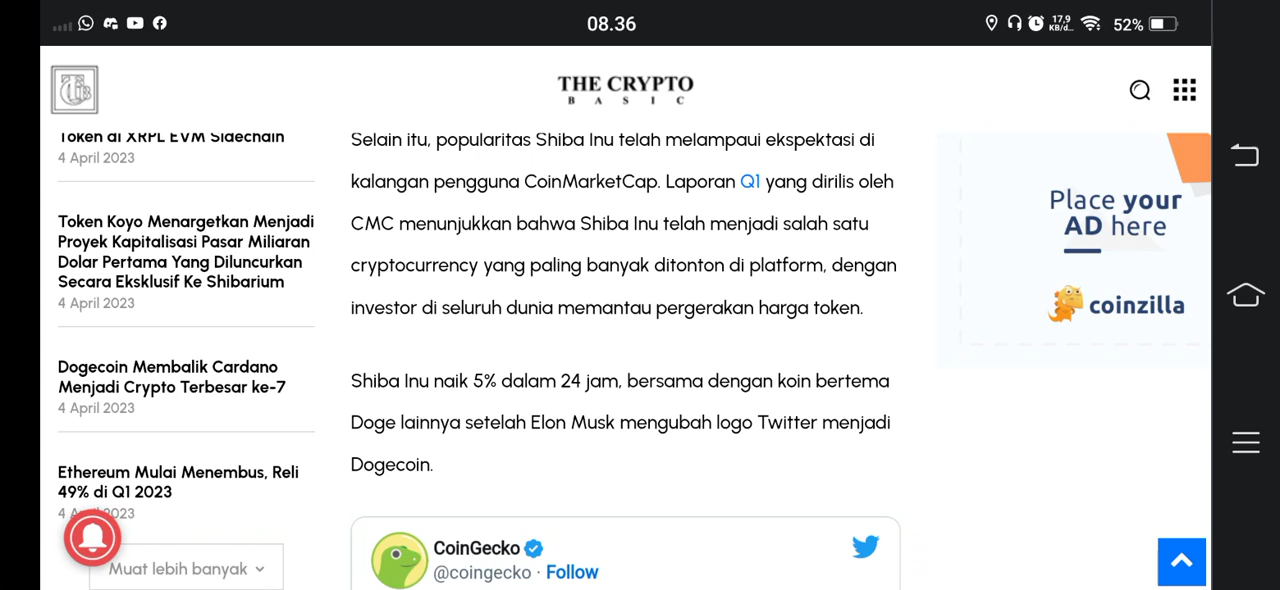 08.36
17,9
KB/d...
52%
THE CRYPTO
BASIC
Token di XRPL EVM Sidechain
4 April 2023
Token Koyo Menargetkan Menjadi
Proyek Kapitalisasi Pasar Miliaran
Dolar Pertama Yang Diluncurkan
Secara Eksklusif Ke Shibarium
4 April 2023
Dogecoin Membalik Cardano
Menjadi Crypto Terbesar ke-7
4 April 2023
Ethereum Mulai Menembus, Reli
49% di Q1 2023
4 2023
Muat lebih banyak
Selain itu, popularitas Shiba Inu telah melampaui ekspektasi di
kalangan pengguna CoinMarketCap. Laporan Q1 yang dirilis oleh
CMC menunjukkan bahwa Shiba Inu telah menjadi salah satu
cryptocurrency yang paling banyak ditonton di platform, dengan
investor di seluruh dunia memantau pergerakan harga token.
Shiba Inu naik 5% dalam 24 jam, bersama dengan koin bertema
Doge lainnya setelah Elon Musk mengubah logo Twitter menjadi
Dogecoin.
CoinGecko
@coingecko · Follow
Place your
AD here
coinzilla